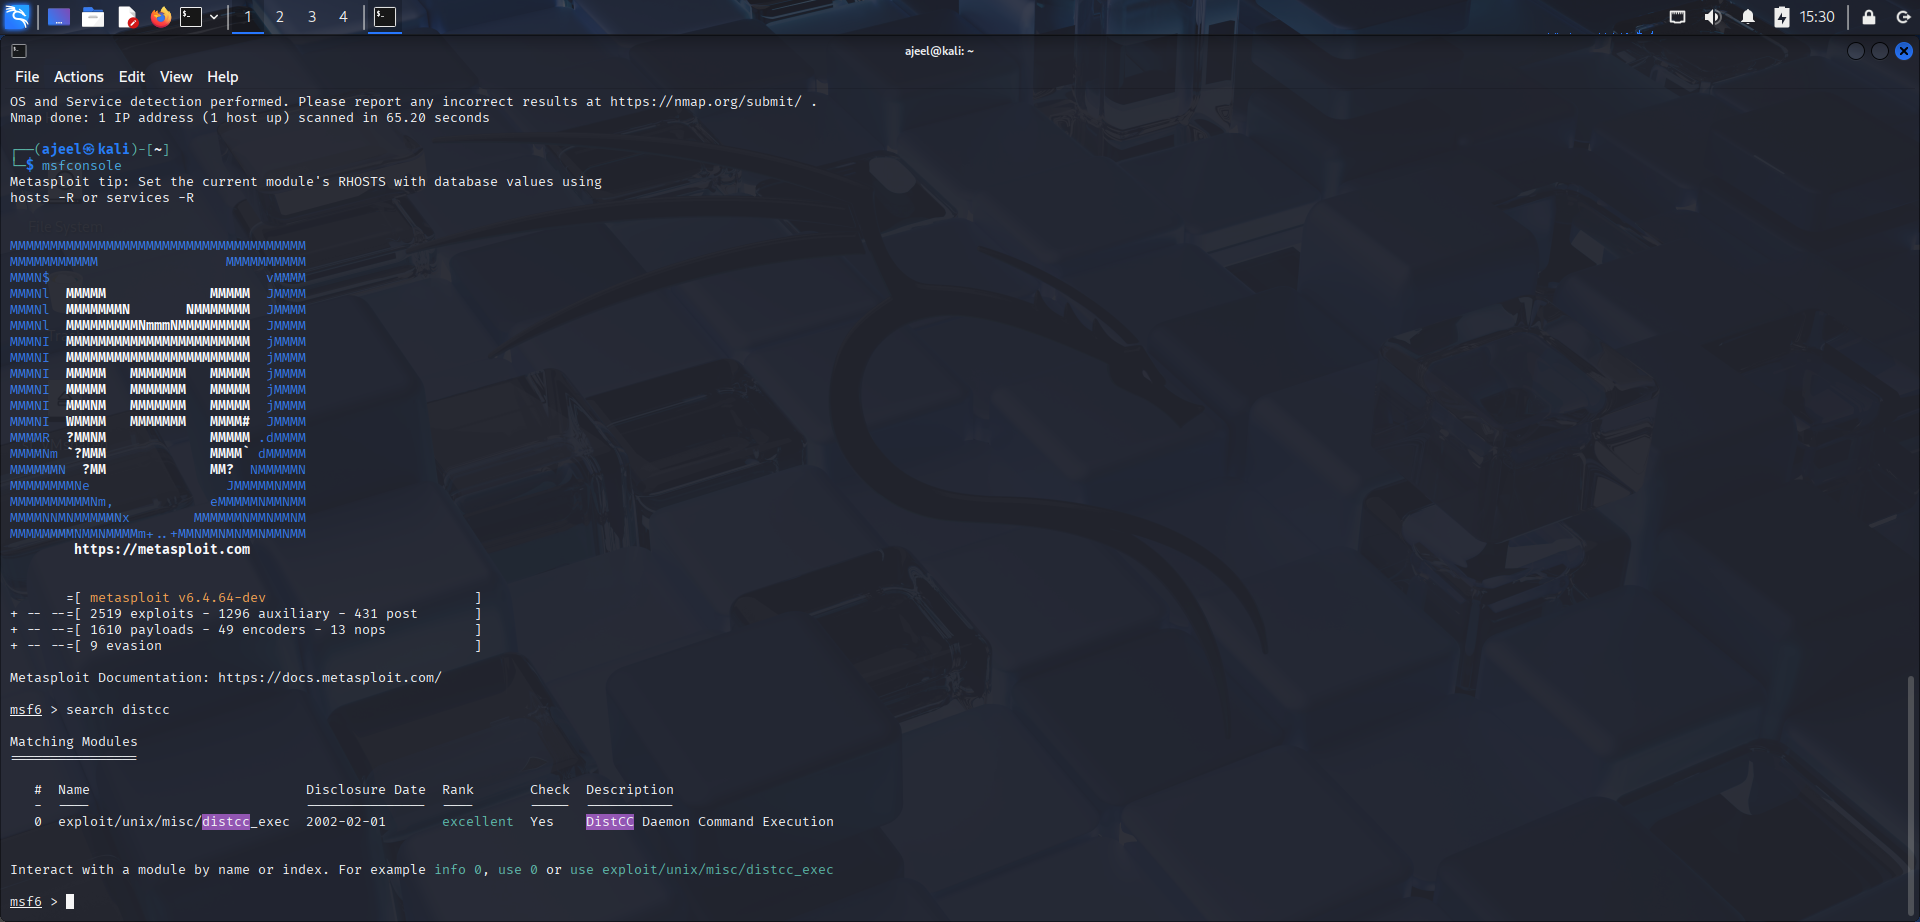 1 2 3 4
15:30
ajeel@kali: ~
File Actions Edit View Help
OS and Service detection performed. Please report any incorrect results at https://nmap.org/submit/ .
Nmap done: 1 IP address (1 host up) scanned in 65.20 seconds
┌──(ajeel㉿kali)-[~]
└─$ msfconsole
Metasploit tip: Set the current module's RHOSTS with database values using
hosts -R or services -R
MMMMMMMMMMMMMMMMMMMMMMMMMMMMMMMMMMMMM
MMMMMMMMMMM                MMMMMMMMMM
MMMN$                           vMMMM
MMMNl  MMMMM             MMMMM  JMMMM
MMMNl  MMMMMMMN       NMMMMMMM  JMMMM
MMMNl  MMMMMMMMMNmmmNMMMMMMMMM  JMMMM
MMMNI  MMMMMMMMMMMMMMMMMMMMMMM  jMMMM
MMMNI  MMMMMMMMMMMMMMMMMMMMMMM  jMMMM
MMMNI  MMMMM   MMMMMMM   MMMMM  jMMMM
MMMNI  MMMMM   MMMMMMM   MMMMM  jMMMM
MMMNI  MMMNM   MMMMMMM   MMMMM  jMMMM
MMMNI  WMMMM   MMMMMMM   MMMM#  JMMMM
MMMMR  ?MMNM             MMMMM .dMMMM
MMMMNm `?MMM             MMMM` dMMMMM
MMMMMMN  ?MM             MM?  NMMMMMN
MMMMMMMMNe                 JMMMMMNMMM
MMMMMMMMMMNm,            eMMMMMNMMNMM
MMMMNNMNMMMMMNx        MMMMMMNMMNMMNM
MMMMMMMMNMMNMMMMm+..+MMNMMNMNMMNMMNMM
https://metasploit.com
=[ metasploit v6.4.64-dev ]
+ -- --=[ 2519 exploits - 1296 auxiliary - 431 post ]
+ -- --=[ 1610 payloads - 49 encoders - 13 nops ]
+ -- --=[ 9 evasion ]
Metasploit Documentation: https://docs.metasploit.com/
msf6 > search distcc
Matching Modules
================
# Name Disclosure Date Rank Check Description
- ---- --------------- ---- ----- -----------
0 exploit/unix/misc/distcc_exec 2002-02-01 excellent Yes DistCC Daemon Command Execution
Interact with a module by name or index. For example info 0, use 0 or use exploit/unix/misc/distcc_exec
msf6 >